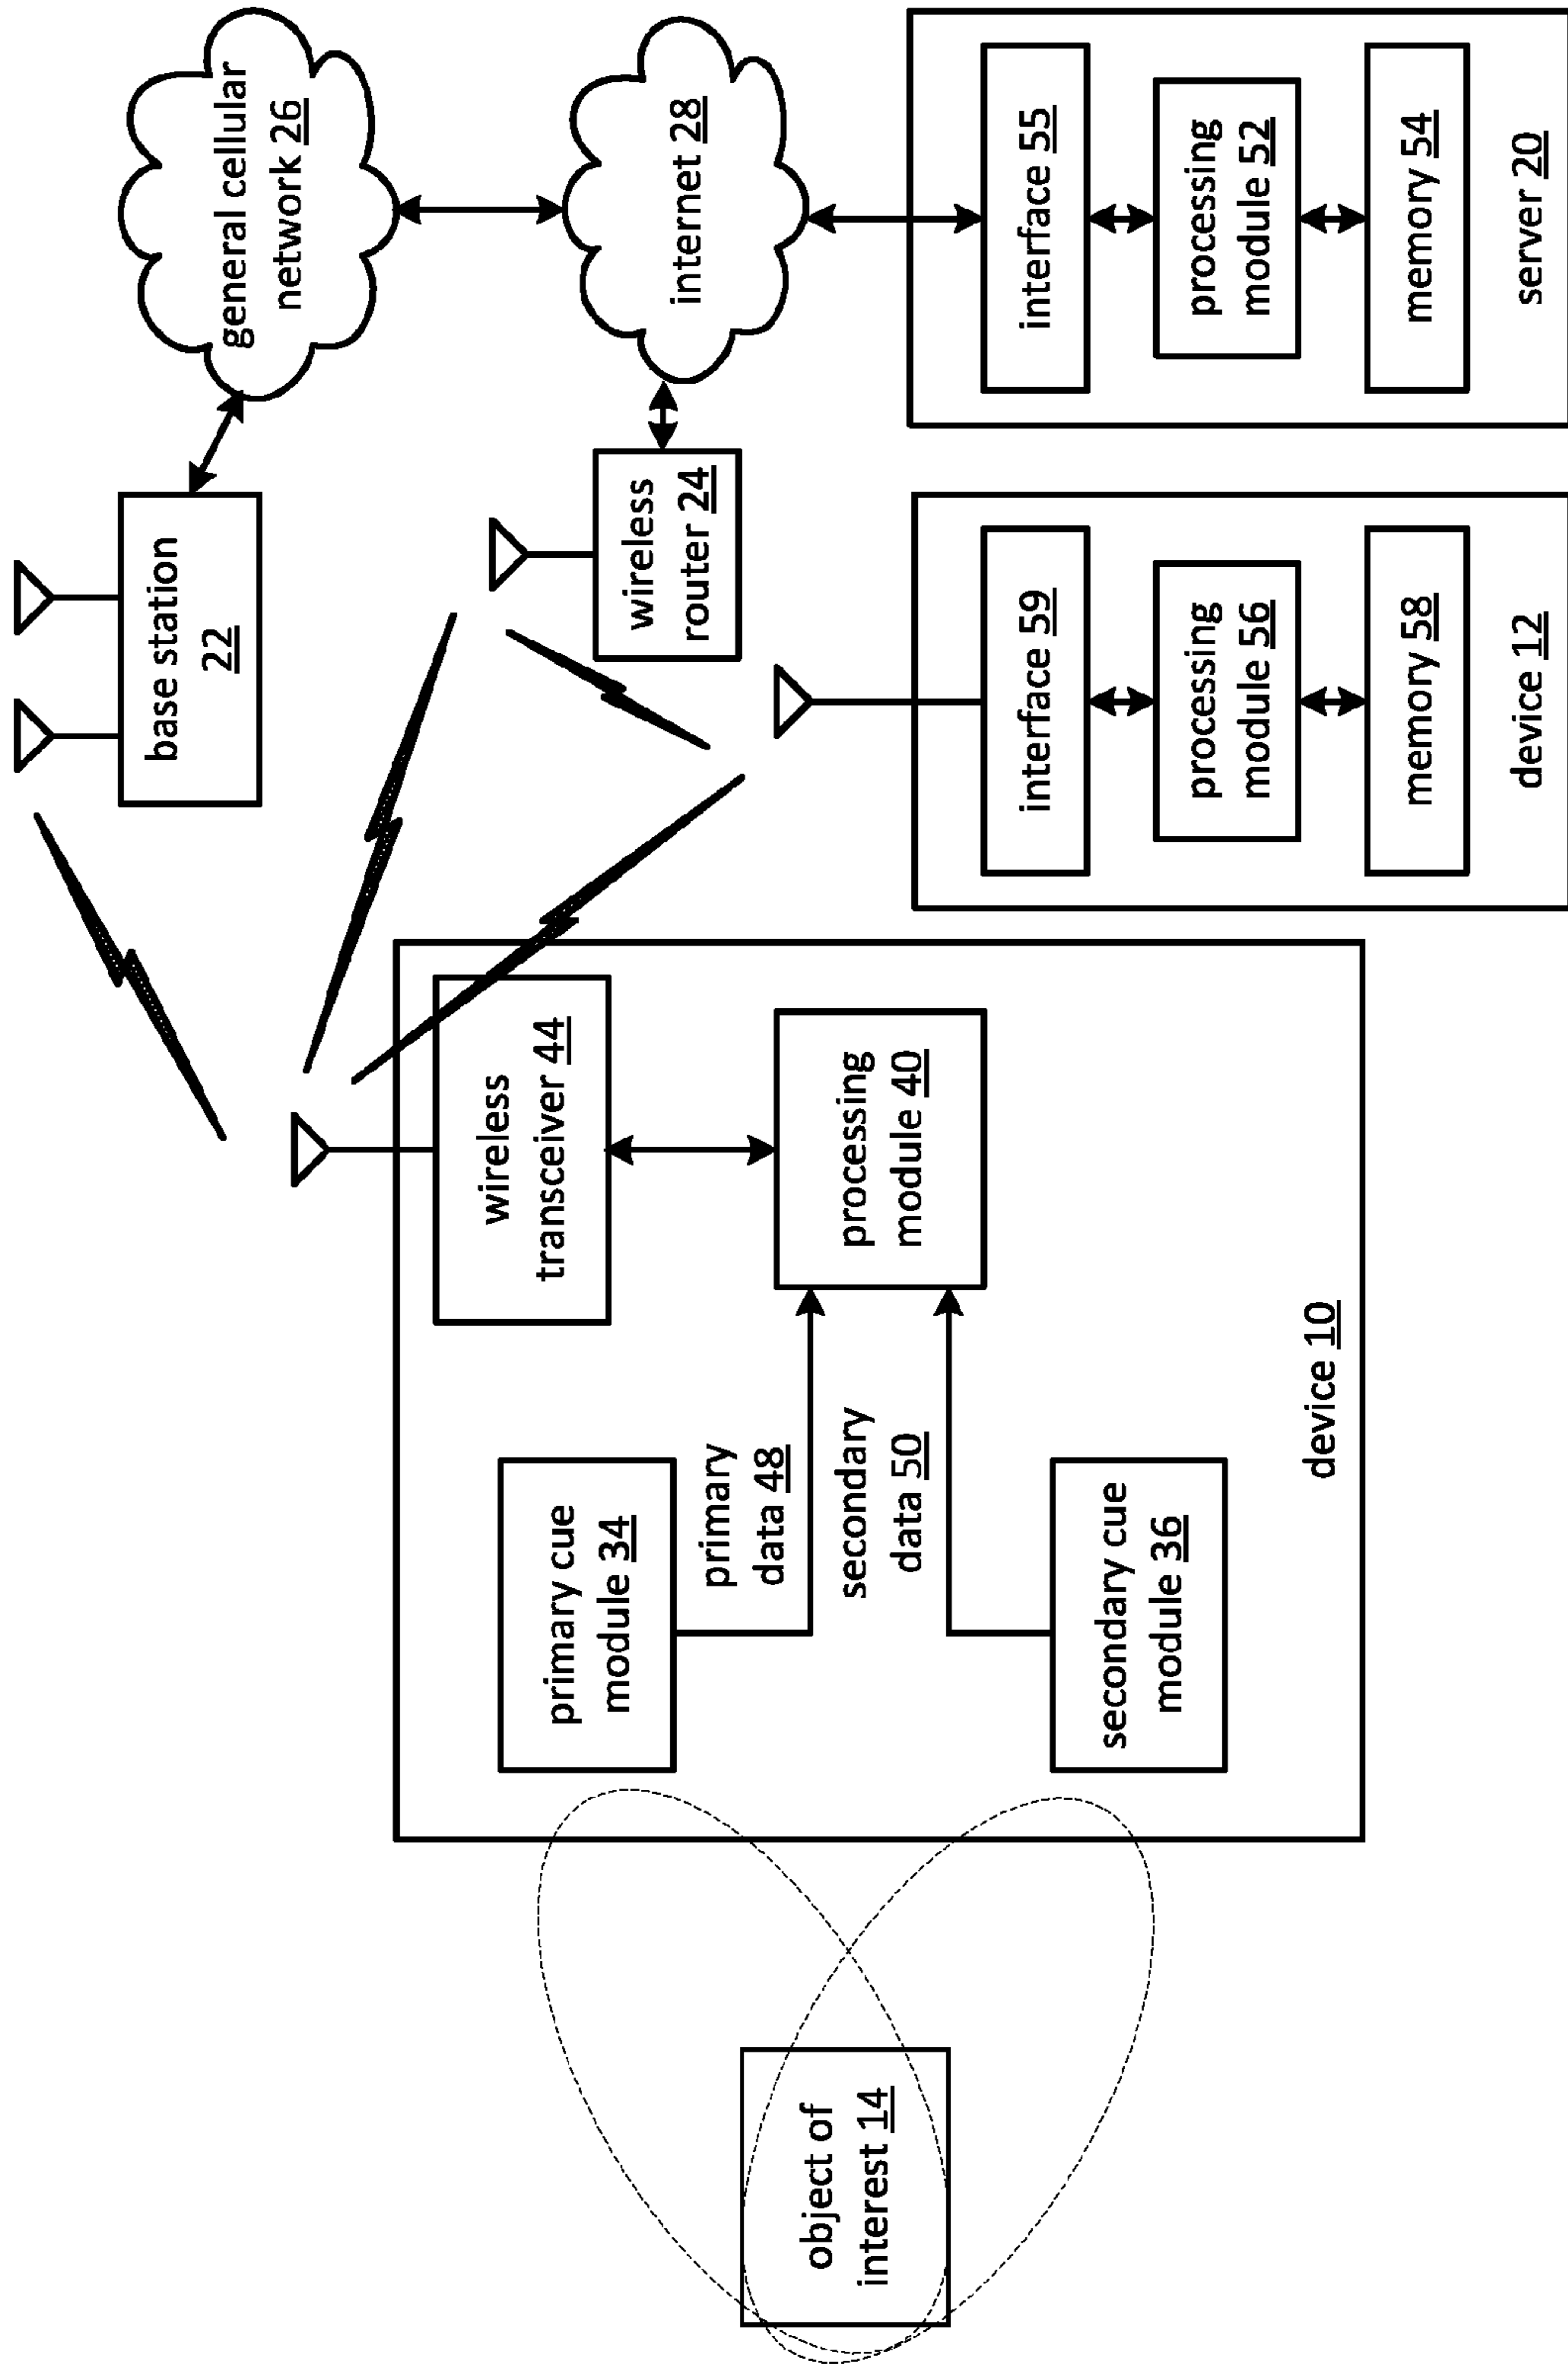 object of
interest 14
primary cue
module 34
secondary cue
module 36
primary
data 48
secondary
data 50
wireless
transceiver 44
processing
module 40
device 10
base station
22
wireless
router 24
general cellular
network 26
internet 28
interface 59
processing
module 56
memory 58
device 12
interface 55
processing
module 52
memory 54
server 20